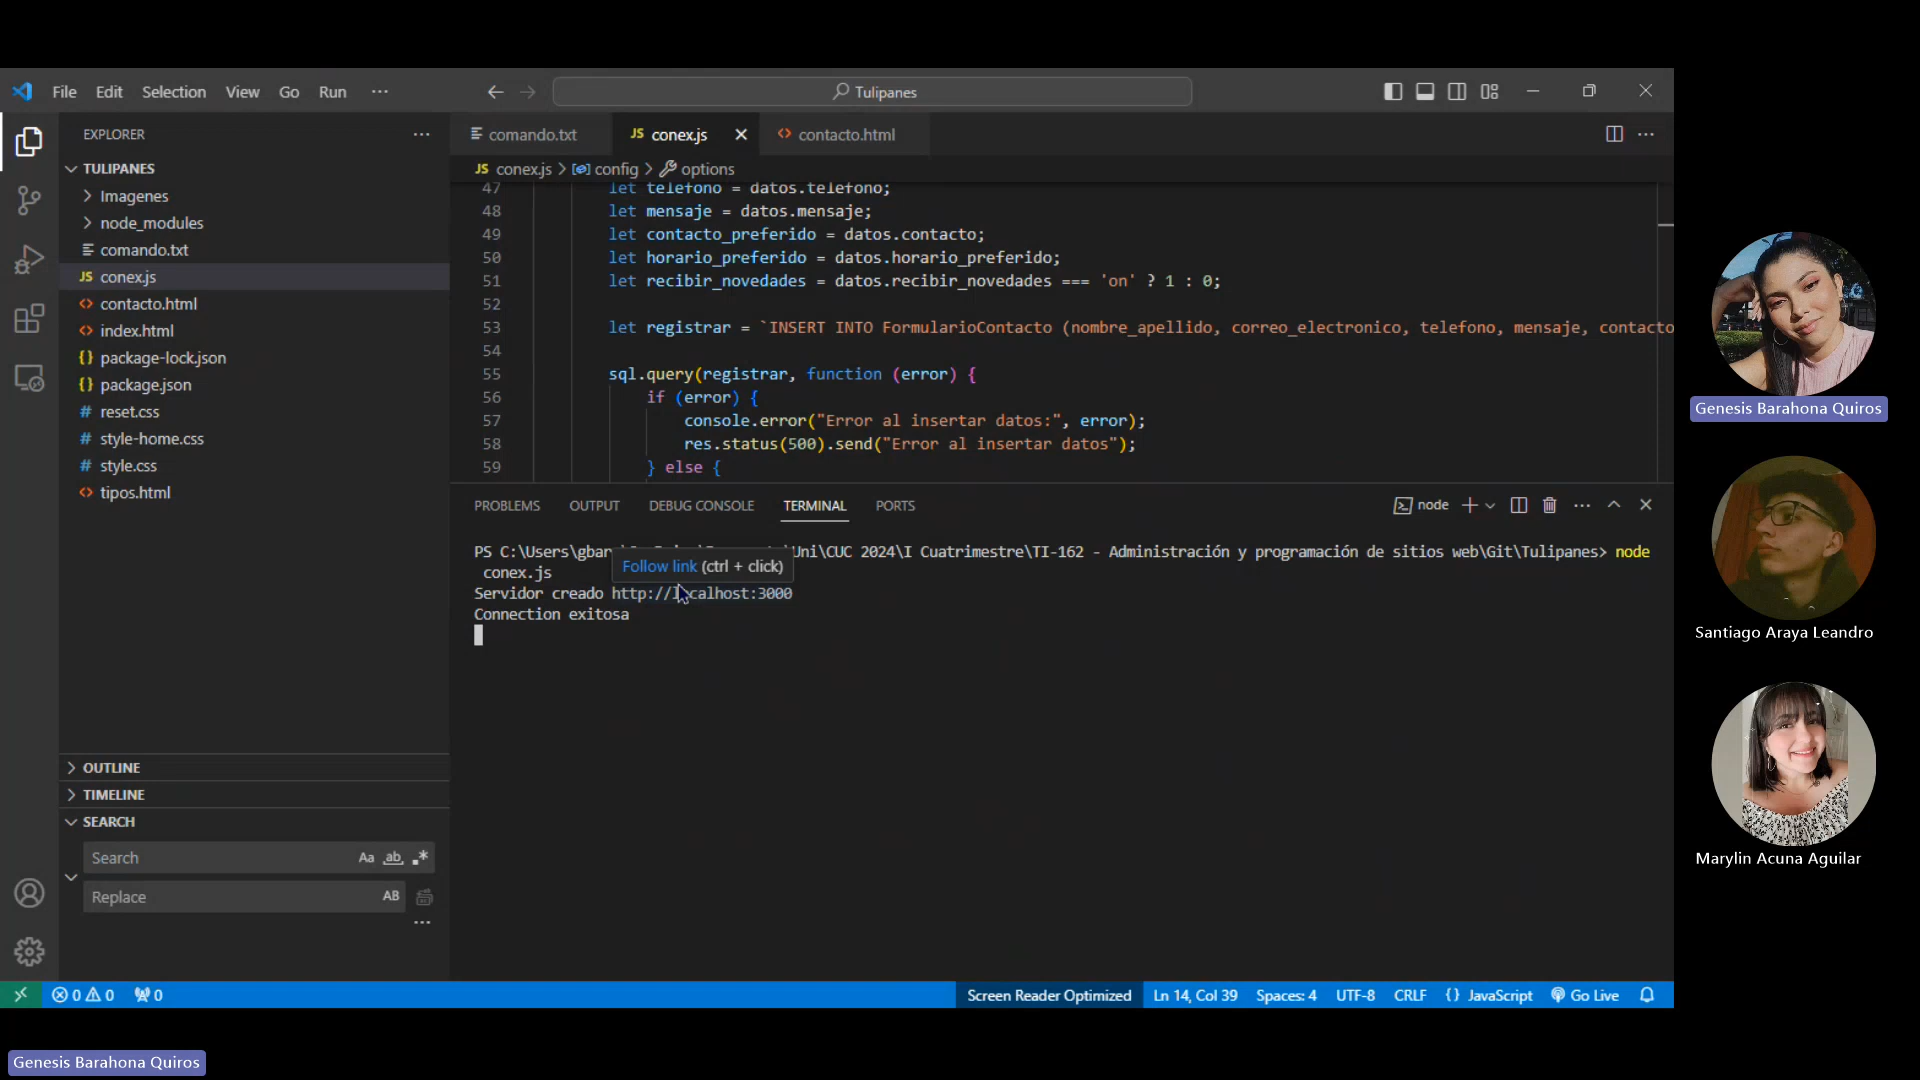 File Edit Selection View Go Run ...
Tulipanes
EXPLORER
TULIPANES
Imagenes
node_modules
comando.txt
conex.js
contacto.html
index.html
package-lock.json
package.json
reset.css
style-home.css
style.css
tipos.html
OUTLINE
TIMELINE
SEARCH
Search Aa ab
Replace AB
comando.txt JS conex.js contacto.html
JS conex.js > config > options
47 let telefono = datos.telefono;
48 let mensaje = datos.mensaje;
49 let contacto_preferido = datos.contacto;
50 let horario_preferido = datos.horario_preferido;
51 let recibir_novedades = datos.recibir_novedades === 'on' ? 1 : 0;
52
53 let registrar = `INSERT INTO FormularioContacto (nombre_apellido, correo_electronico, telefono, mensaje, contacto
54
55 sql.query(registrar, function (error) {
56 if (error) {
57 console.error("Error al insertar datos:", error);
58 res.status(500).send("Error al insertar datos");
59 } else {
PROBLEMS OUTPUT DEBUG CONSOLE TERMINAL PORTS
node
PS C:\Users\gbar \Uni\CUC 2024\I Cuatrimestre\TI-162 - Administración y programación de sitios web\Git\Tulipanes> node
conex.js
Follow link (ctrl + click)
Servidor creado http://localhost:3000
Connection exitosa
0 0 0
Screen Reader Optimized Ln 14, Col 39 Spaces: 4 UTF-8 CRLF {} JavaScript Go Live
Genesis Barahona Quiros
Santiago Araya Leandro
Marylin Acuna Aguilar
Genesis Barahona Quiros